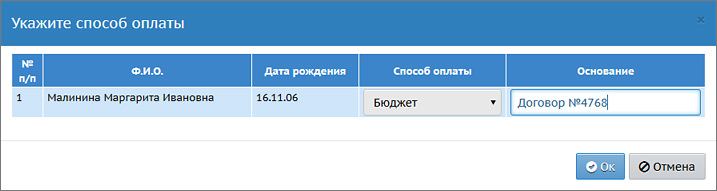 Укажите способ оплаты
×
№ п/п Ф.И.О. Дата рождения Способ оплаты Основание
1 Малинина Маргарита Ивановна 16.11.06 Бюджет Договор №4768
Ок Отмена